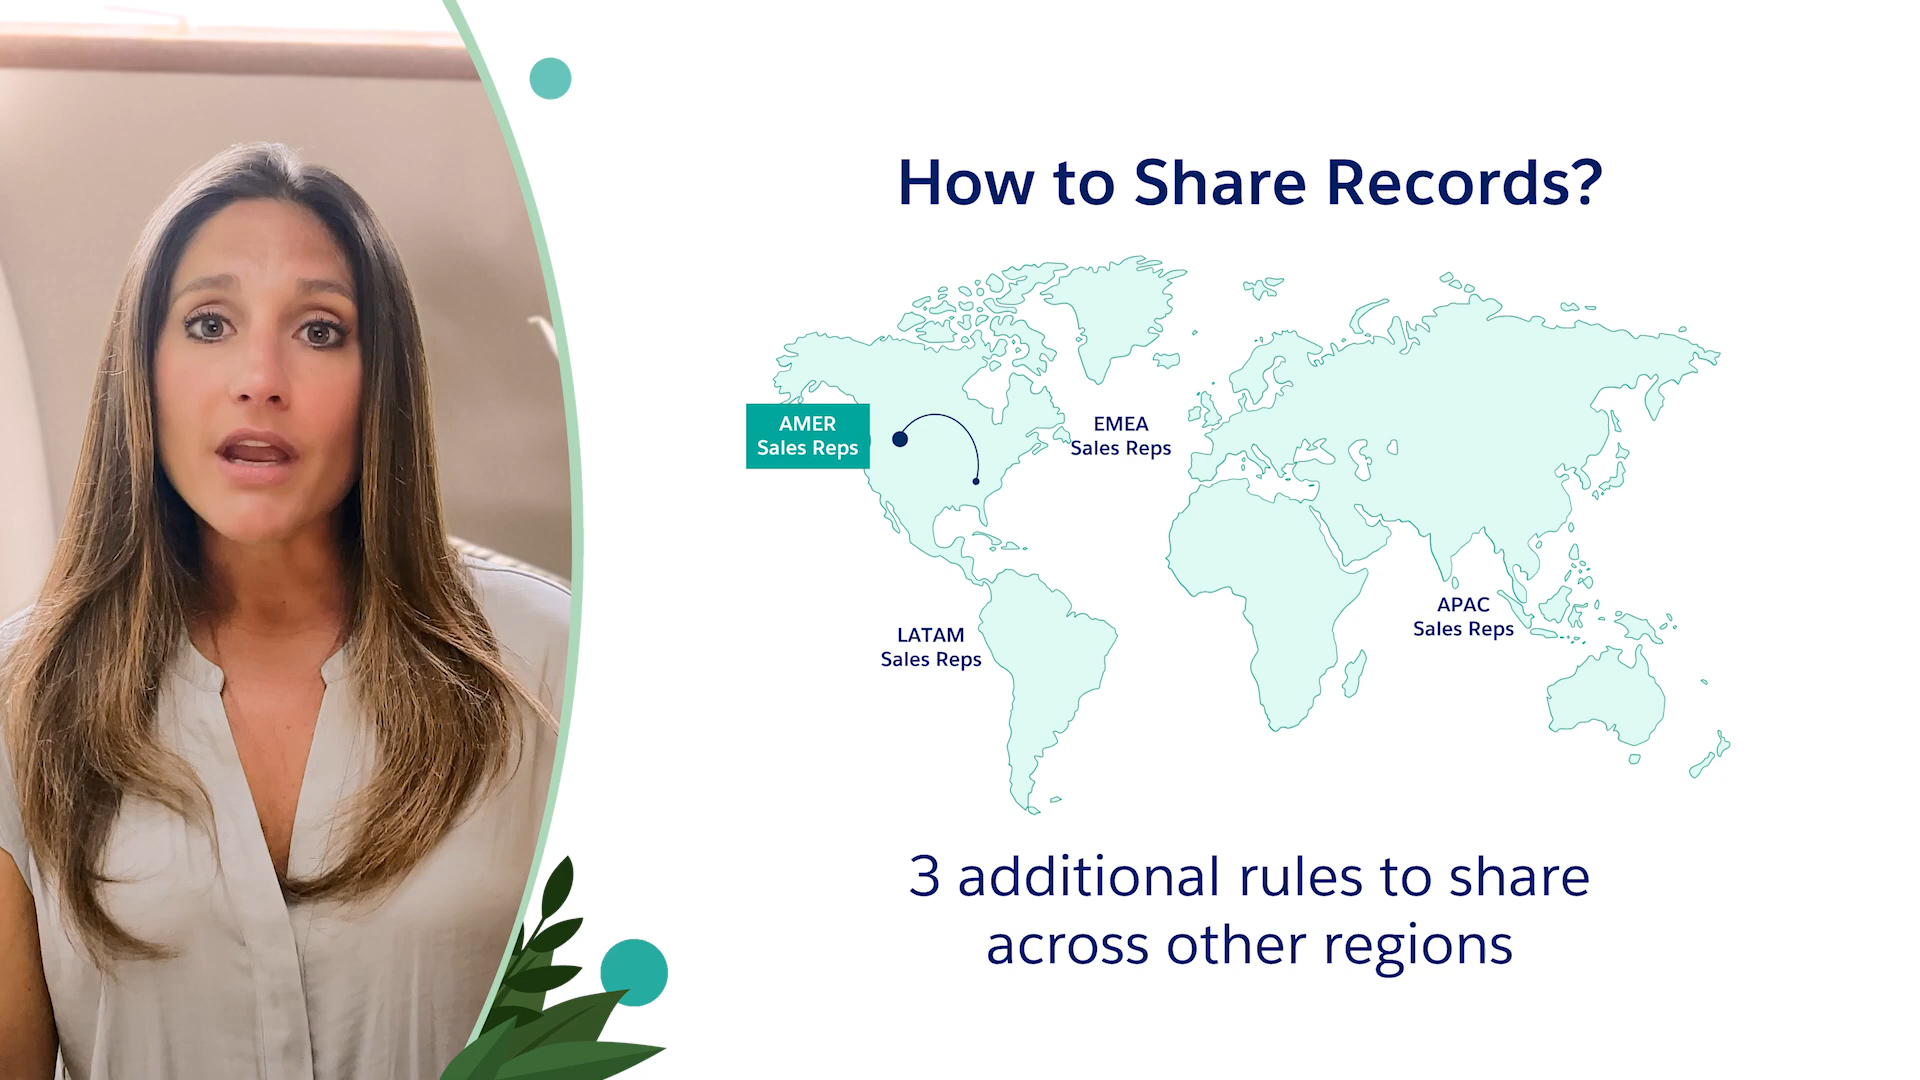 How to Share Records?
AMER
Sales Reps
EMEA
Sales Reps
LATAM
Sales Reps
APAC
Sales Reps
3 additional rules to share
across other regions